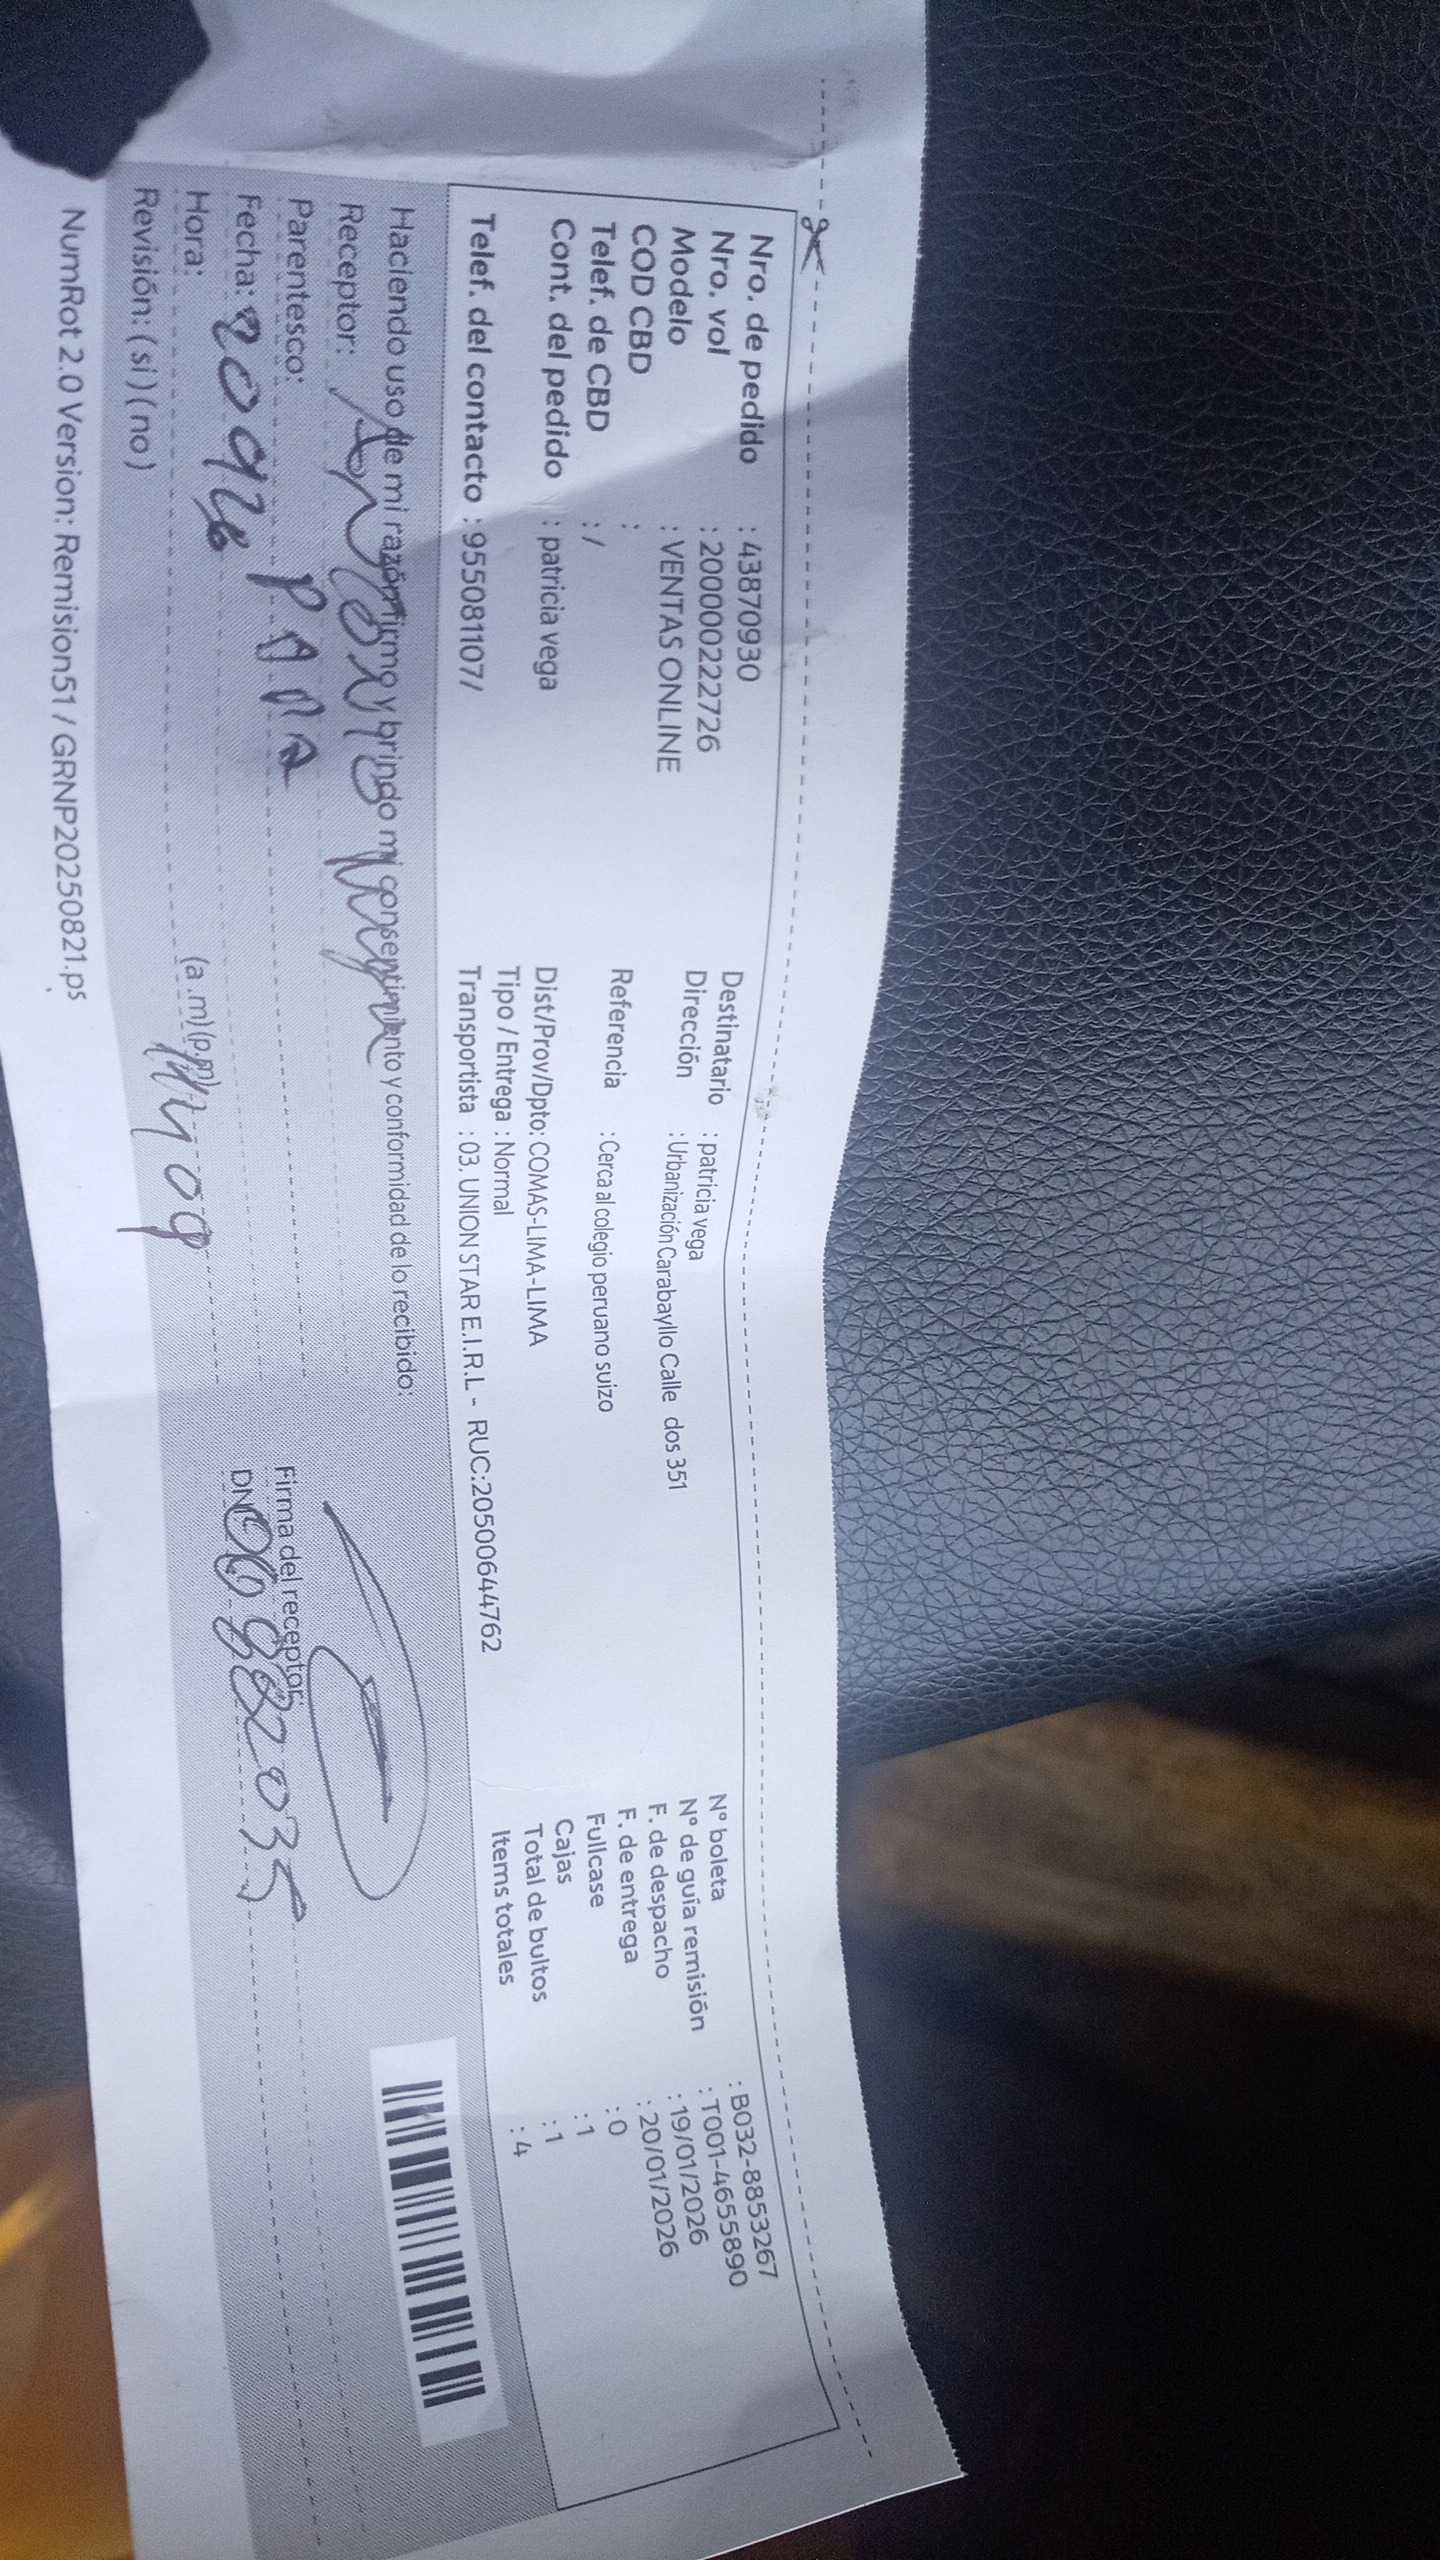 Nro. de pedido : 43870930
Nro. vol : 200000222726
Modelo : VENTAS ONLINE
COD CBD :
Telef. de CBD : /
Cont. del pedido : patricia vega
Telef. del contacto : 955081107/
Destinatario : patricia vega
Dirección : Urbanización Carabayllo Calle dos 351
Referencia : Cerca al colegio peruano suizo
Dist/Prov/Dpto: COMAS-LIMA-LIMA
Tipo / Entrega : Normal
Transportista : 03. UNION STAR E.I.R.L - RUC:20500644762
N° boleta : B032-8853267
N° de guía remisión : T001-4655890
F. de despacho : 19/01/2026
F. de entrega : 20/01/2026
Fullcase : 0
Cajas : 1
Total de bultos : 1
Items totales : 4
Haciendo uso de mi razón firmo y brindo mi consentimiento y conformidad de lo recibido:
Receptor:
Parentesco:
Fecha:
Hora: (a.m)(p.m)
Revisión: ( si ) ( no )
Firma del receptor:
DNI
NumRot 2.0 Version: Remision51 / GRNP20250821.ps